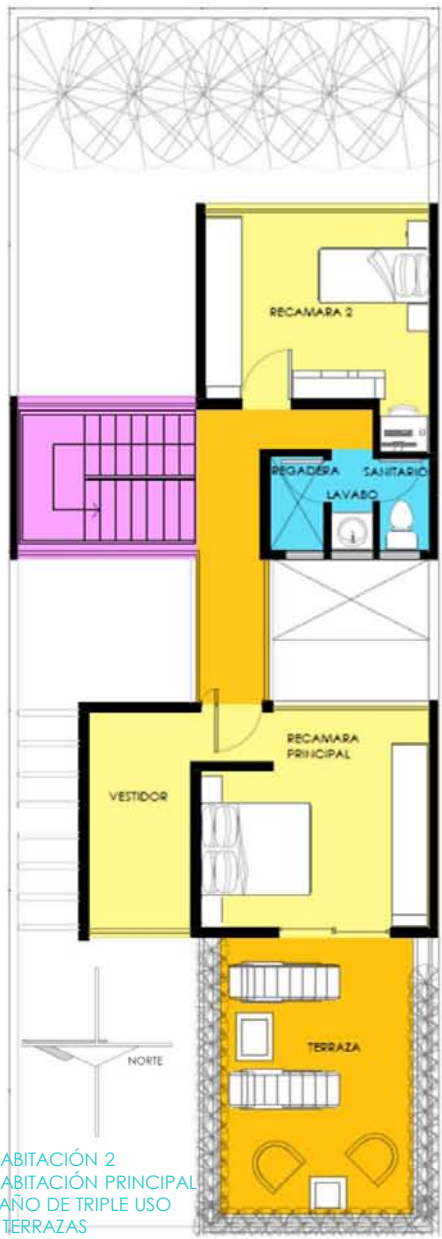 RECAMARA 2
REGADERA
SANITARIO
LAVABO
RECAMARA
PRINCIPAL
VESTIDOR
TERRAZA
NORTE
ABITACIÓN 2
ABITACIÓN PRINCIPAL
AÑO DE TRIPLE USO
TERRAZAS